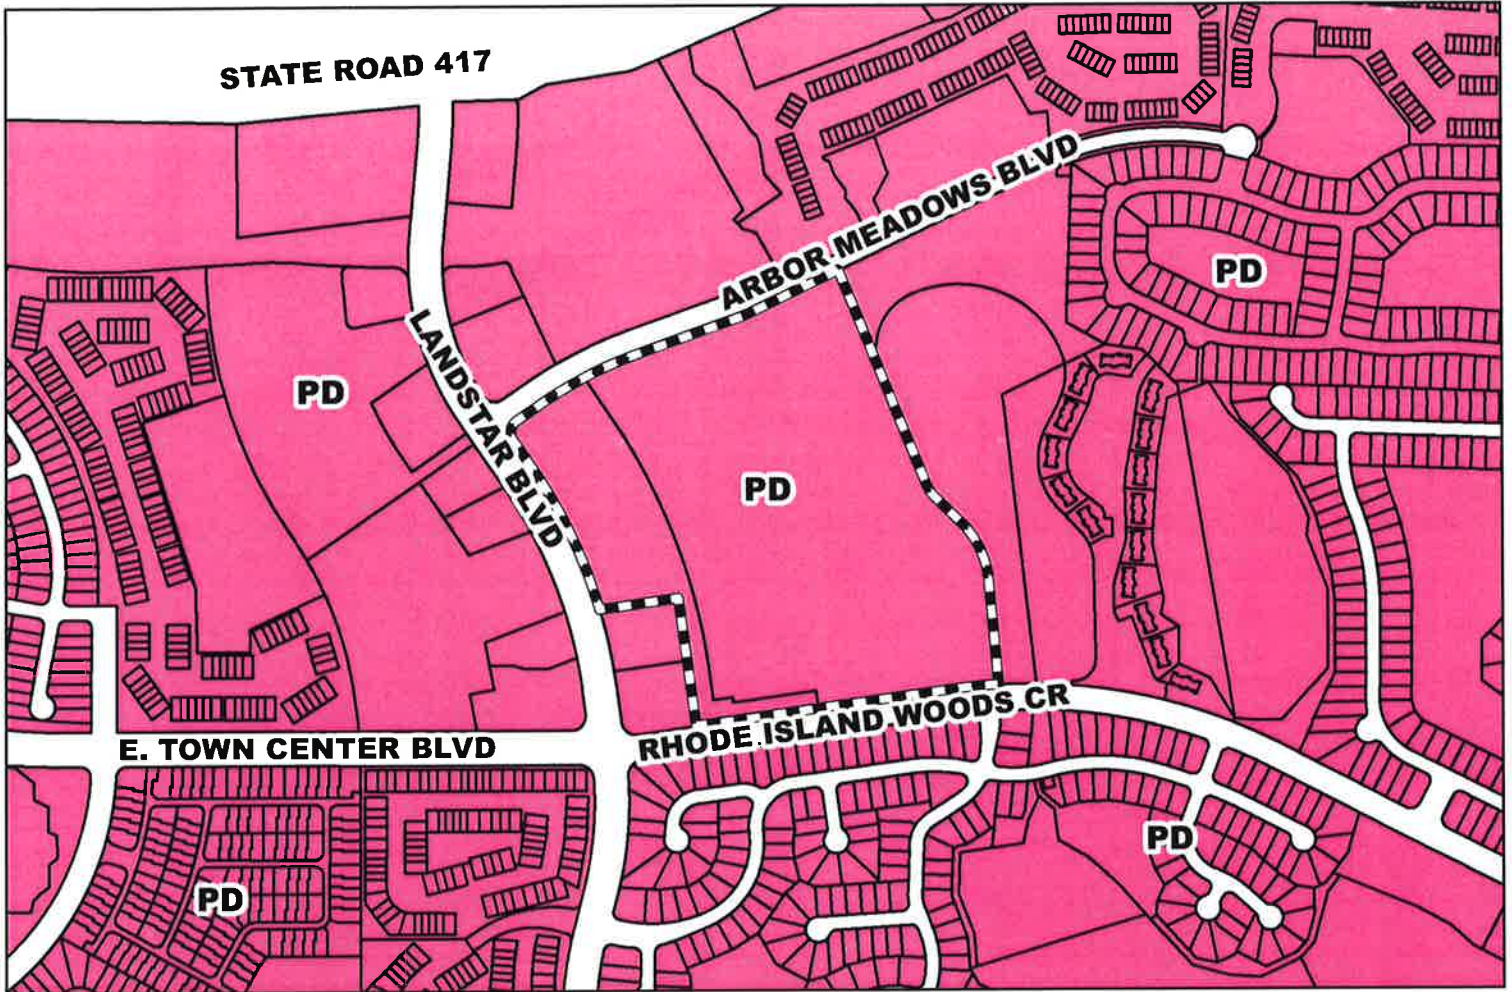 STATE ROAD 417
ARBOR MEADOWS BLVD
PD
PD
LANDSTAR BLVD
PD
RHODE ISLAND WOODS CR
E. TOWN CENTER BLVD
PD
PD